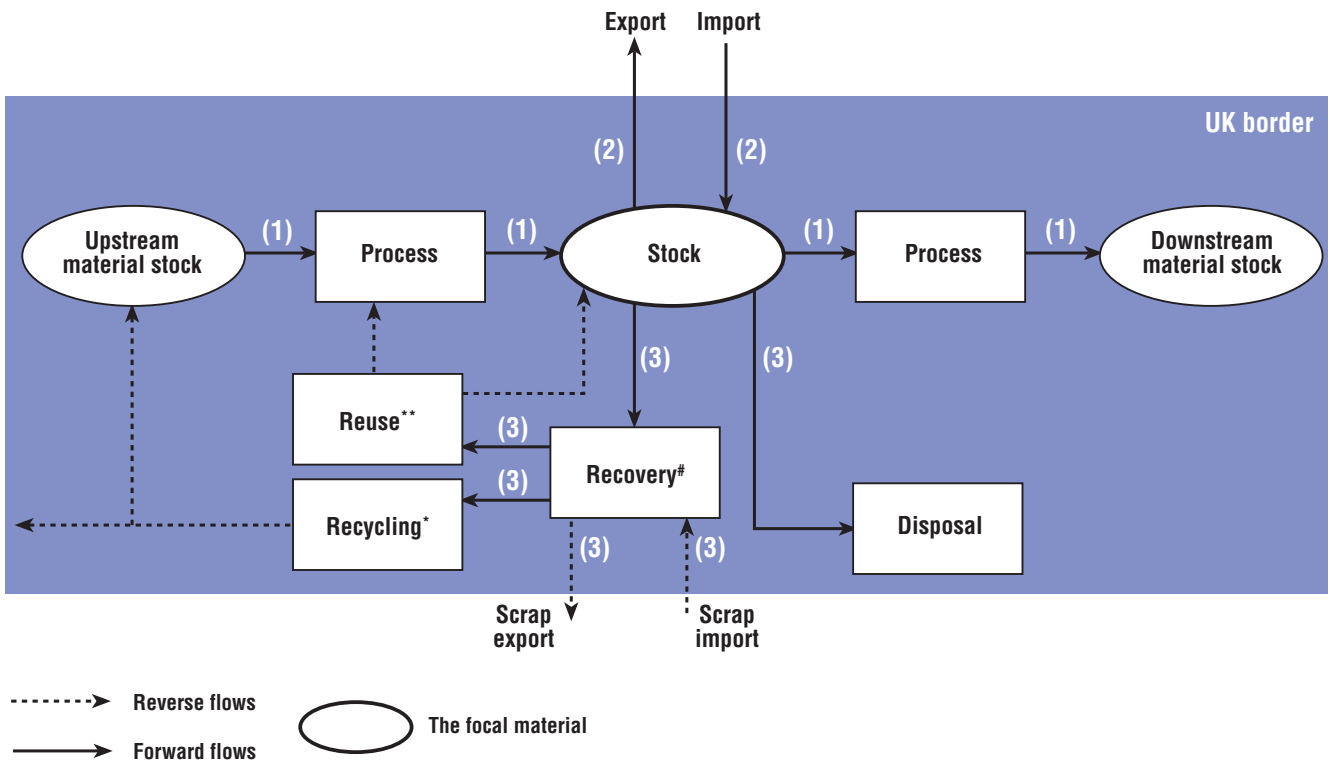 Export
Import
UK border
(2)
(2)
Upstream
material stock
(1)
Process
(1)
Stock
(1)
Process
(1)
Downstream
material stock
(3)
(3)
Reuse**
(3)
Recovery#
(3)
Recycling*
Disposal
(3)
(3)
Scrap
export
Scrap
import
Reverse flows
The focal material
Forward flows